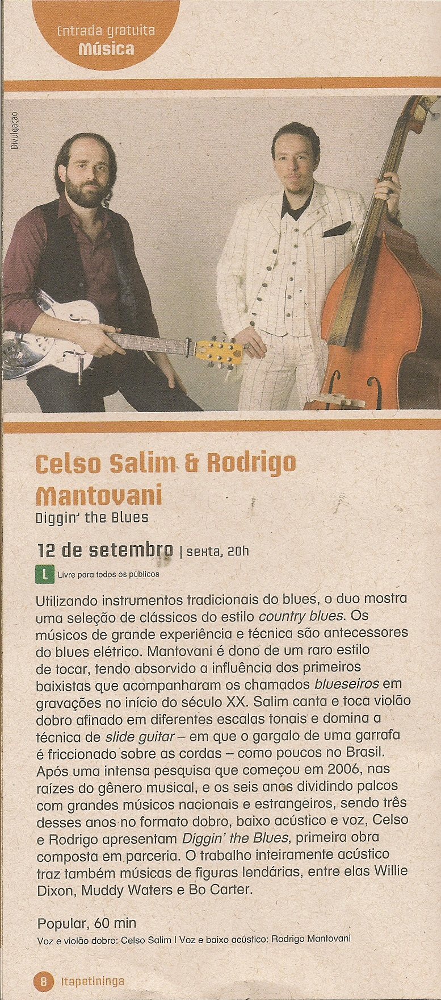 Entrada gratuita
Música
Divulgação
Celso Salim & Rodrigo
Mantovani
Diggin' the Blues
12 de setembro | sexta, 20h
L Livre para todos os públicos
Utilizando instrumentos tradicionais do blues, o duo mostra
uma seleção de clássicos do estilo country blues. Os
músicos de grande experiência e técnica são antecessores
do blues elétrico. Mantovani é dono de um raro estilo
de tocar, tendo absorvido a influência dos primeiros
baixistas que acompanharam os chamados blueseiros em
gravações no início do século XX. Salim canta e toca violão
dobro afinado em diferentes escalas tonais e domina a
técnica de slide guitar – em que o gargalo de uma garrafa
é friccionado sobre as cordas – como poucos no Brasil.
Após uma intensa pesquisa que começou em 2006, nas
raízes do gênero musical, e os seis anos dividindo palcos
com grandes músicos nacionais e estrangeiros, sendo três
desses anos no formato dobro, baixo acústico e voz, Celso
e Rodrigo apresentam Diggin' the Blues, primeira obra
composta em parceria. O trabalho inteiramente acústico
traz também músicas de figuras lendárias, entre elas Willie
Dixon, Muddy Waters e Bo Carter.
Popular, 60 min
Voz e violão dobro: Celso Salim | Voz e baixo acústico: Rodrigo Mantovani
8 Itapetininga